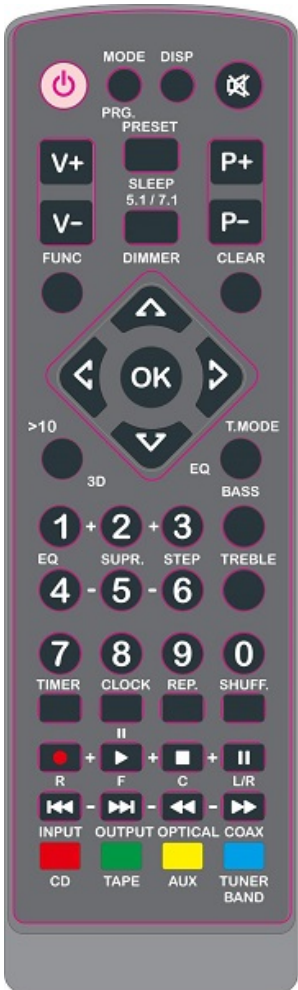 MODE DISP
PRG.
PRESET
V+ P+
SLEEP
5.1 / 7.1
V- P-
FUNC DIMMER CLEAR
OK
>10 T.MODE
3D EQ
BASS
1 + 2 + 3
EQ SUPR. STEP TREBLE
4 - 5 - 6
7 8 9 0
TIMER CLOCK REP. SHUFF.
+ + +
R F C L/R
- - -
INPUT OUTPUT OPTICAL COAX
CD TAPE AUX TUNER
BAND